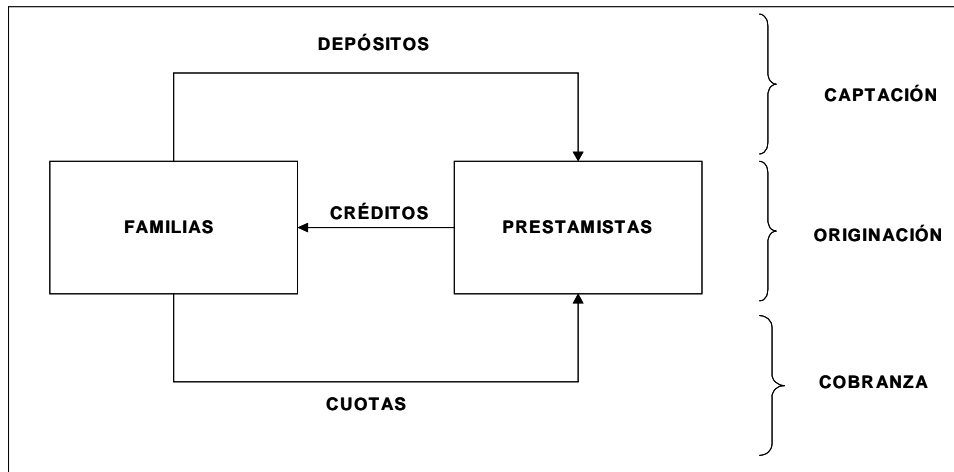 DEPÓSITOS
CAPTACIÓN
FAMILIAS
CRÉDITOS
PRESTAMISTAS
ORIGINACIÓN
CUOTAS
COBRANZA